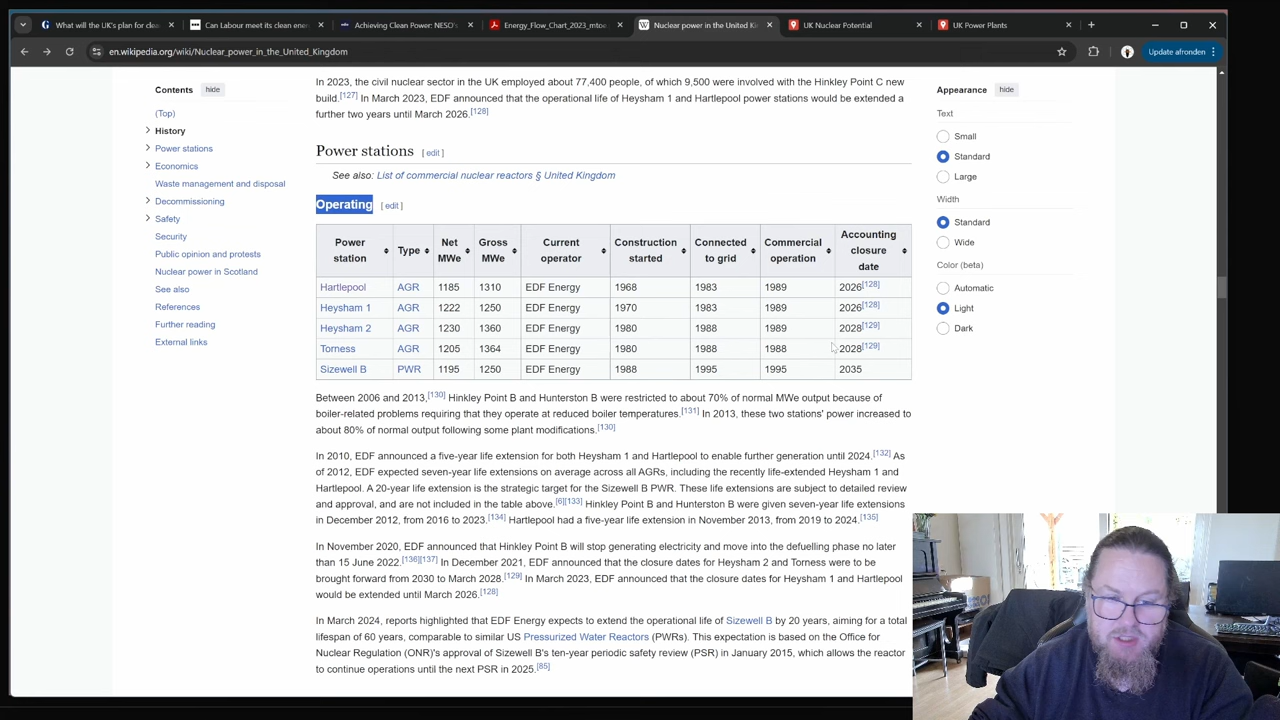 What will the UK's plan for clea
Can Labour meet its clean ener
Achieving Clean Power: NESO's
Energy_Flow_Chart_2023_mtoe
Nuclear power in the United Ki
UK Nuclear Potential
UK Power Plants
en.wikipedia.org/wiki/Nuclear_power_in_the_United_Kingdom
Update afronden
Contents hide
(Top)
History
Power stations
Economics
Waste management and disposal
Decommissioning
Safety
Security
Public opinion and protests
Nuclear power in Scotland
See also
References
Further reading
External links
In 2023, the civil nuclear sector in the UK employed about 77,400 people, of which 9,500 were involved with the Hinkley Point C new
build.[127] In March 2023, EDF announced that the operational life of Heysham 1 and Hartlepool power stations would be extended a
further two years until March 2026.[128]
Power stations [ edit ]
See also: List of commercial nuclear reactors § United Kingdom
Operating [ edit ]
Power station Type Net MWe Gross MWe Current operator Construction started Connected to grid Commercial operation Accounting closure date
Hartlepool AGR 1185 1310 EDF Energy 1968 1983 1989 2026[128]
Heysham 1 AGR 1222 1250 EDF Energy 1970 1983 1989 2026[128]
Heysham 2 AGR 1230 1360 EDF Energy 1980 1988 1989 2028[129]
Torness AGR 1205 1364 EDF Energy 1980 1988 1988 2028[129]
Sizewell B PWR 1195 1250 EDF Energy 1988 1995 1995 2035
Between 2006 and 2013,[130] Hinkley Point B and Hunterston B were restricted to about 70% of normal MWe output because of
boiler-related problems requiring that they operate at reduced boiler temperatures.[131] In 2013, these two stations' power increased to
about 80% of normal output following some plant modifications.[130]
In 2010, EDF announced a five-year life extension for both Heysham 1 and Hartlepool to enable further generation until 2024.[132] As
of 2012, EDF expected seven-year life extensions on average across all AGRs, including the recently life-extended Heysham 1 and
Hartlepool. A 20-year life extension is the strategic target for the Sizewell B PWR. These life extensions are subject to detailed review
and approval, and are not included in the table above.[6][133] Hinkley Point B and Hunterston B were given seven-year life extensions
in December 2012, from 2016 to 2023.[134] Hartlepool had a five-year life extension in November 2013, from 2019 to 2024.[135]
In November 2020, EDF announced that Hinkley Point B will stop generating electricity and move into the defuelling phase no later
than 15 June 2022.[136][137] In December 2021, EDF announced that the closure dates for Heysham 2 and Torness were to be
brought forward from 2030 to March 2028.[129] In March 2023, EDF announced that the closure dates for Heysham 1 and Hartlepool
would be extended until March 2026.[128]
In March 2024, reports highlighted that EDF Energy expects to extend the operational life of Sizewell B by 20 years, aiming for a total
lifespan of 60 years, comparable to similar US Pressurized Water Reactors (PWRs). This expectation is based on the Office for
Nuclear Regulation (ONR)'s approval of Sizewell B's ten-year periodic safety review (PSR) in January 2015, which allows the reactor
to continue operations until the next PSR in 2025.[85]
Appearance hide
Text
Small
Standard
Large
Width
Standard
Wide
Color (beta)
Automatic
Light
Dark